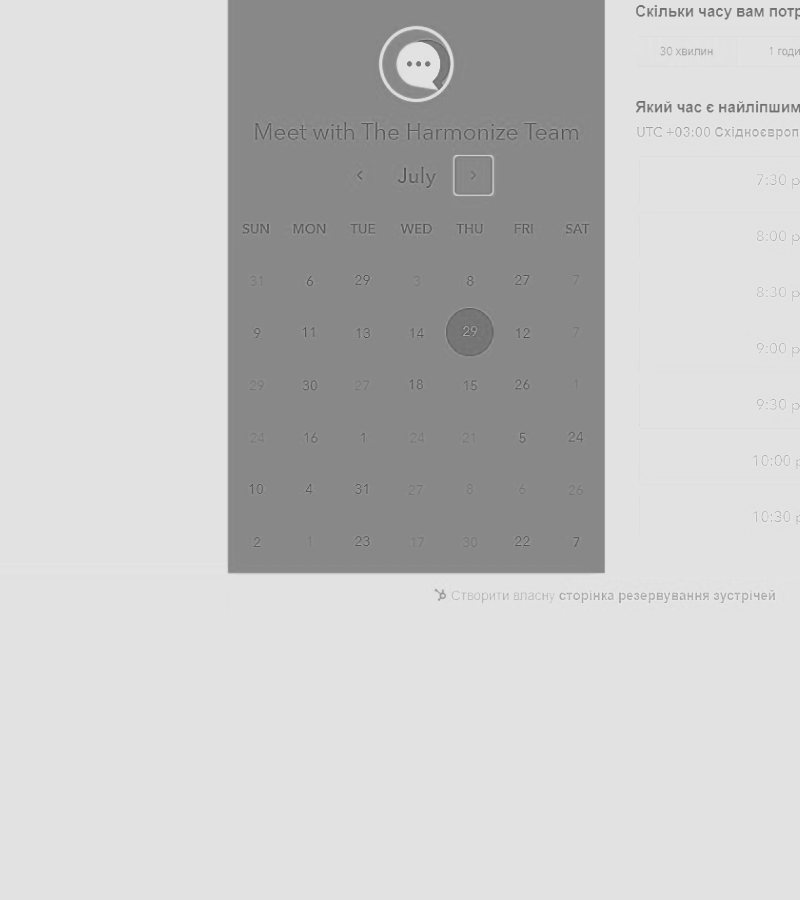 Meet with The Harmonize Team
July
SUN MON TUE WED THU FRI SAT
31 6 29 3 8 27 7
9 11 13 14 29 12 7
29 30 27 18 15 26 1
24 16 1 24 21 5 24
10 4 31 27 8 6 26
2 1 23 17 30 22 7
Скільки часу вам
30 хвилин 1
Який час є найліпшим
UTC +03:00
7:30
8:00
8:30
9:00
9:30
10:00
10:30
Створити власну сторінка резервування зустрічей